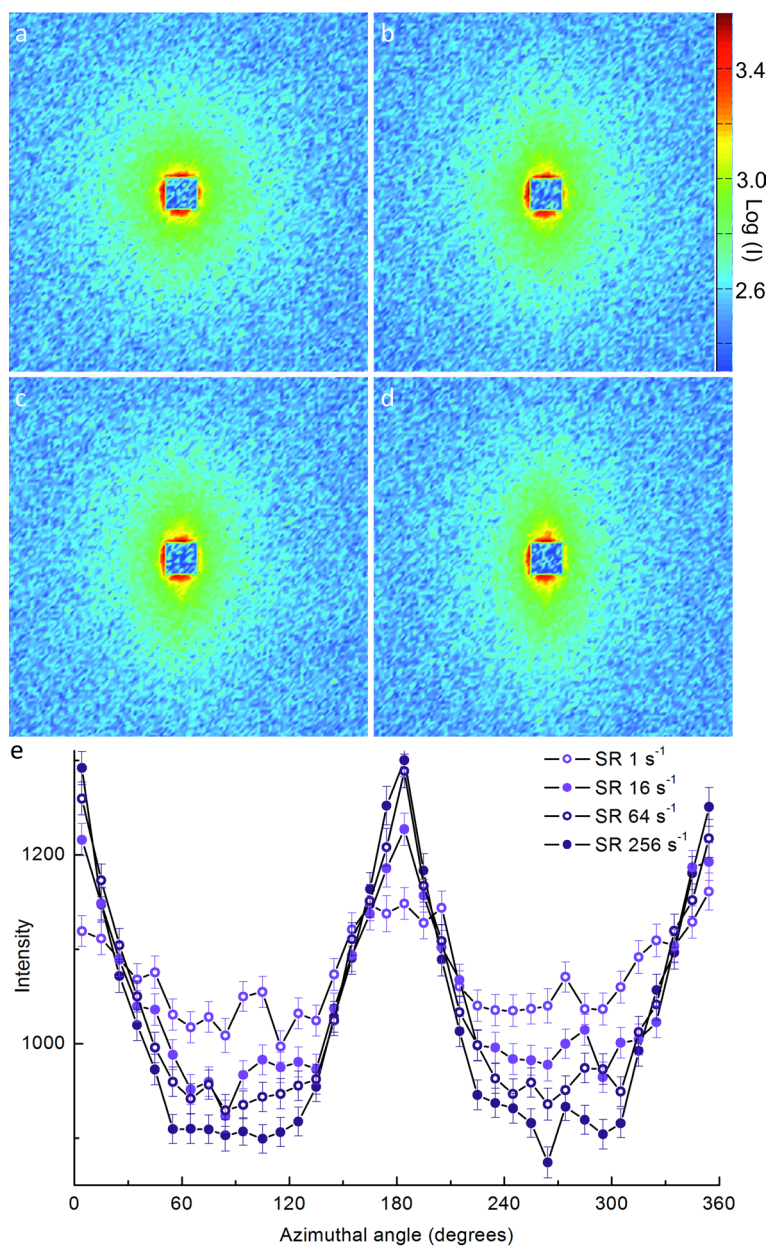 a
b
3.4
3.0
Log (I)
2.6
c
d
e
SR 1 s⁻¹
SR 16 s⁻¹
SR 64 s⁻¹
SR 256 s⁻¹
1200
1000
Intensity
0 60 120 180 240 300 360
Azimuthal angle (degrees)